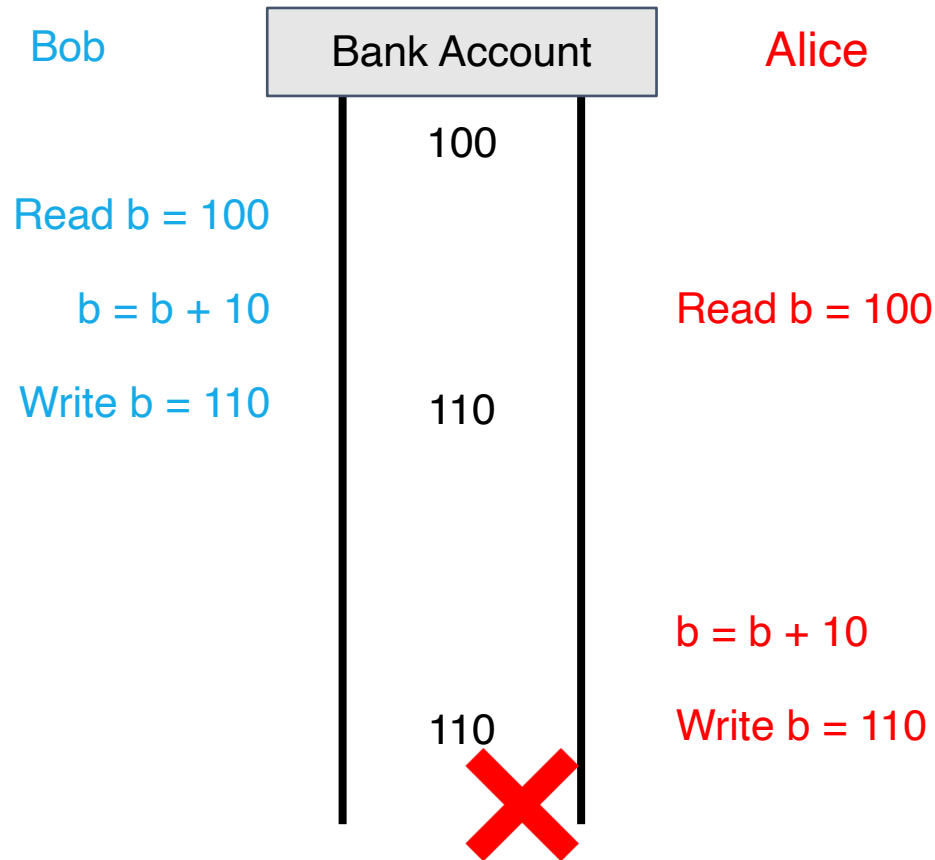 Bob
Bank Account
Alice
100
Read b = 100
b = b + 10
Read b = 100
Write b = 110
110
b = b + 10
110
Write b = 110